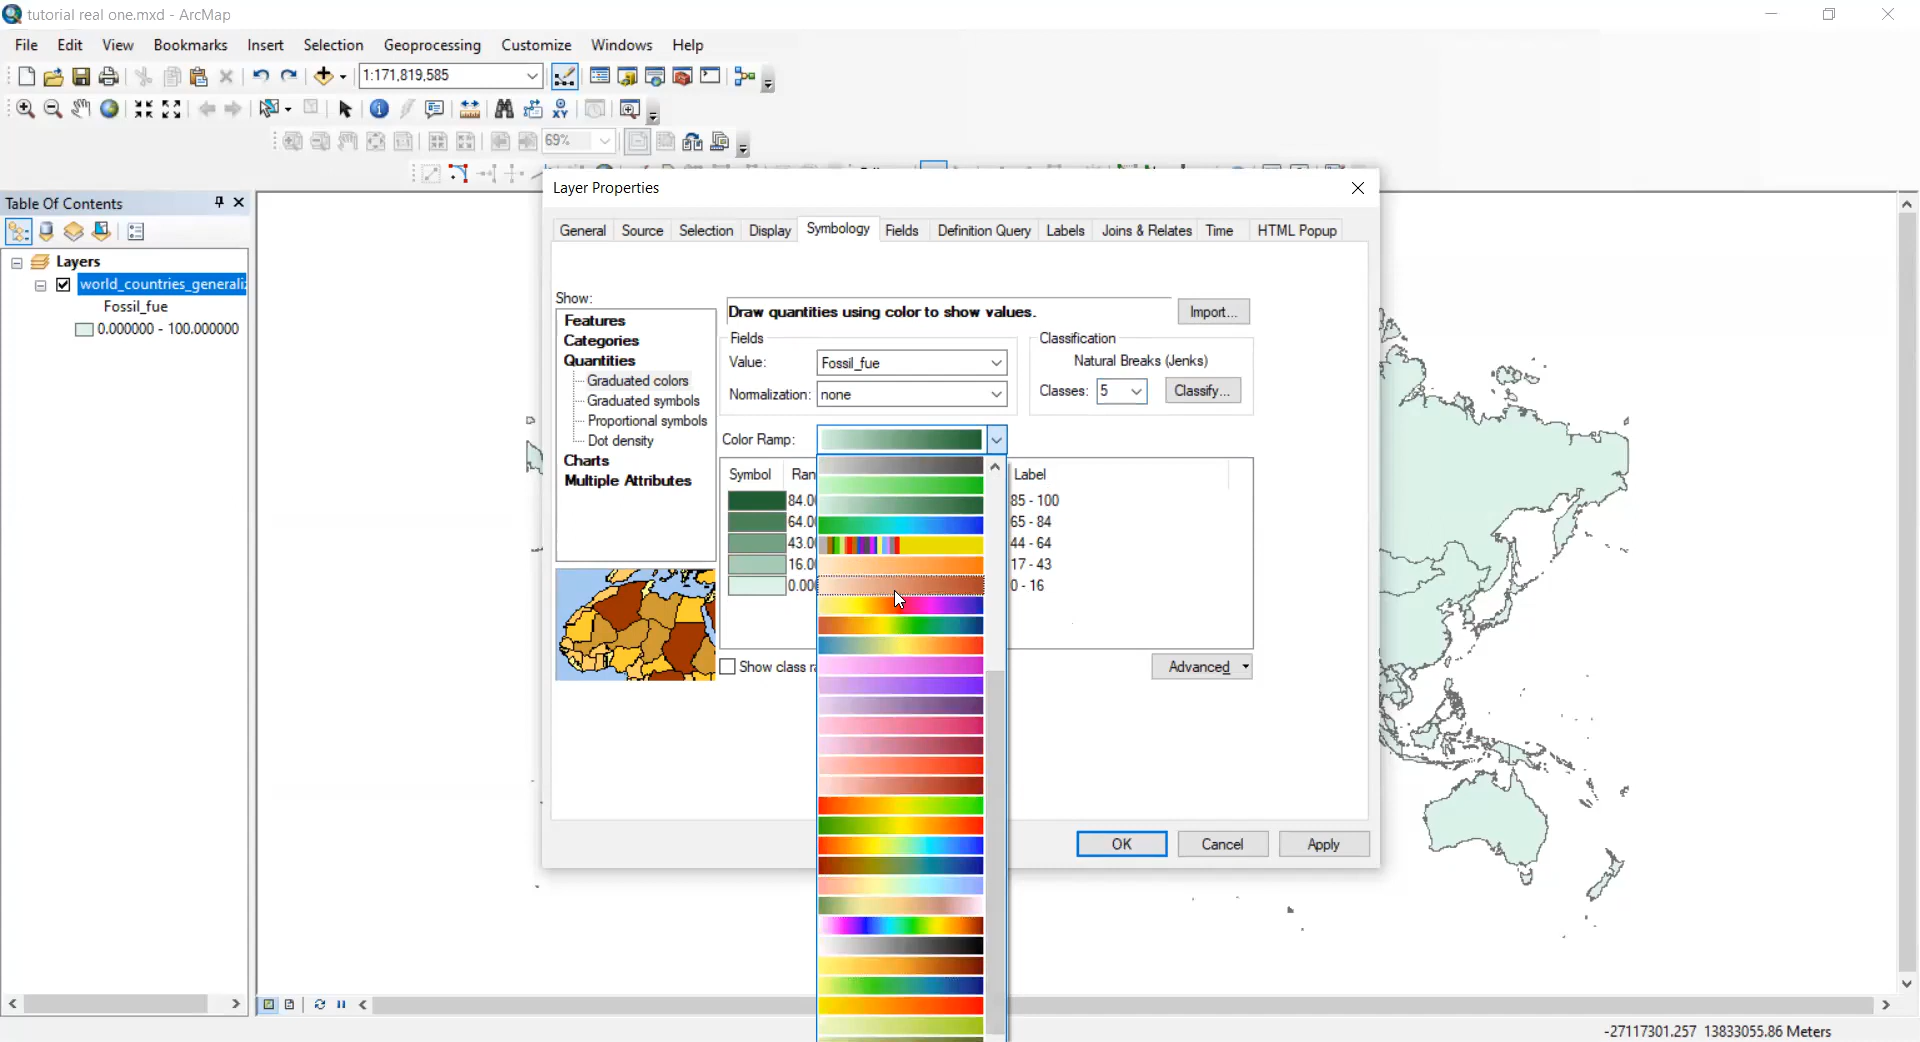 tutorial real one.mxd - ArcMap
File Edit View Bookmarks Insert Selection Geoprocessing Customize Windows Help
1:171,819,585
69%
Table Of Contents
Layers
world_countries_generali
Fossil_fue
0.000000 - 100.000000
Layer Properties
General Source Selection Display Symbology Fields Definition Query Labels Joins & Relates Time HTML Popup
Show:
Features
Categories
Quantities
Graduated colors
Graduated symbols
Proportional symbols
Dot density
Charts
Multiple Attributes
Draw quantities using color to show values.
Import...
Fields
Value: Fossil_fue
Normalization: none
Classification
Natural Breaks (Jenks)
Classes: 5 Classify...
Color Ramp:
Symbol Ran Label
84.0 85 - 100
64.0 65 - 84
43.0 44 - 64
16.0 17 - 43
0.00 0 - 16
Show class ra
Advanced
OK Cancel Apply
-27117301.257 13833055.86 Meters